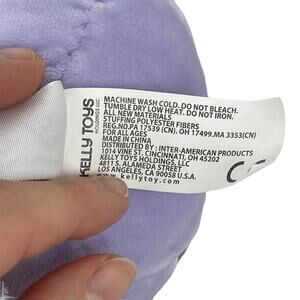 KELLY TOYS
HOLDINGS LLC
MACHINE WASH COLD. DO NOT BLEACH.
TUMBLE DRY LOW HEAT. DO NOT IRON.
ALL NEW MATERIALS
STUFFING POLYESTER FIBERS
REG.NO.PA 17539 (CN), OH 17499.MA 3353(CN)
FOR ALL AGES
MADE IN CHINA
DISTRIBUTED BY : INTER-AMERICAN PRODUCTS
1014 VINE ST. CINCINNATI, OH 45202
KELLY TOYS HOLDINGS, LLC
4811 S. ALAMEDA STREET
LOS ANGELES, CA 90058 U.S.A.
www.kellytoy.com
CE